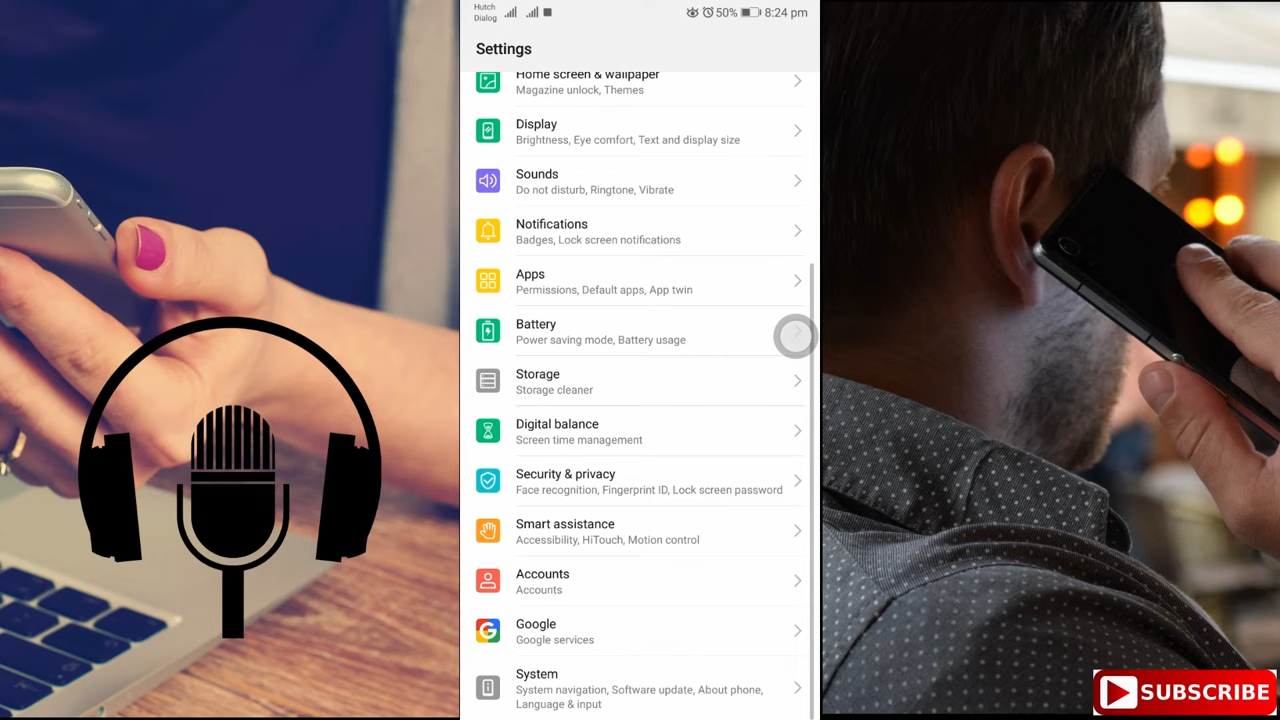 Hutch
Dialog
50%
8:24 pm
Settings
Home screen & wallpaper
Magazine unlock, Themes
Display
Brightness, Eye comfort, Text and display size
Sounds
Do not disturb, Ringtone, Vibrate
Notifications
Badges, Lock screen notifications
Apps
Permissions, Default apps, App twin
Battery
Power saving mode, Battery usage
Storage
Storage cleaner
Digital balance
Screen time management
Security & privacy
Face recognition, Fingerprint ID, Lock screen password
Smart assistance
Accessibility, HiTouch, Motion control
Accounts
Accounts
Google
Google services
System
System navigation, Software update, About phone,
Language & input
SUBSCRIBE